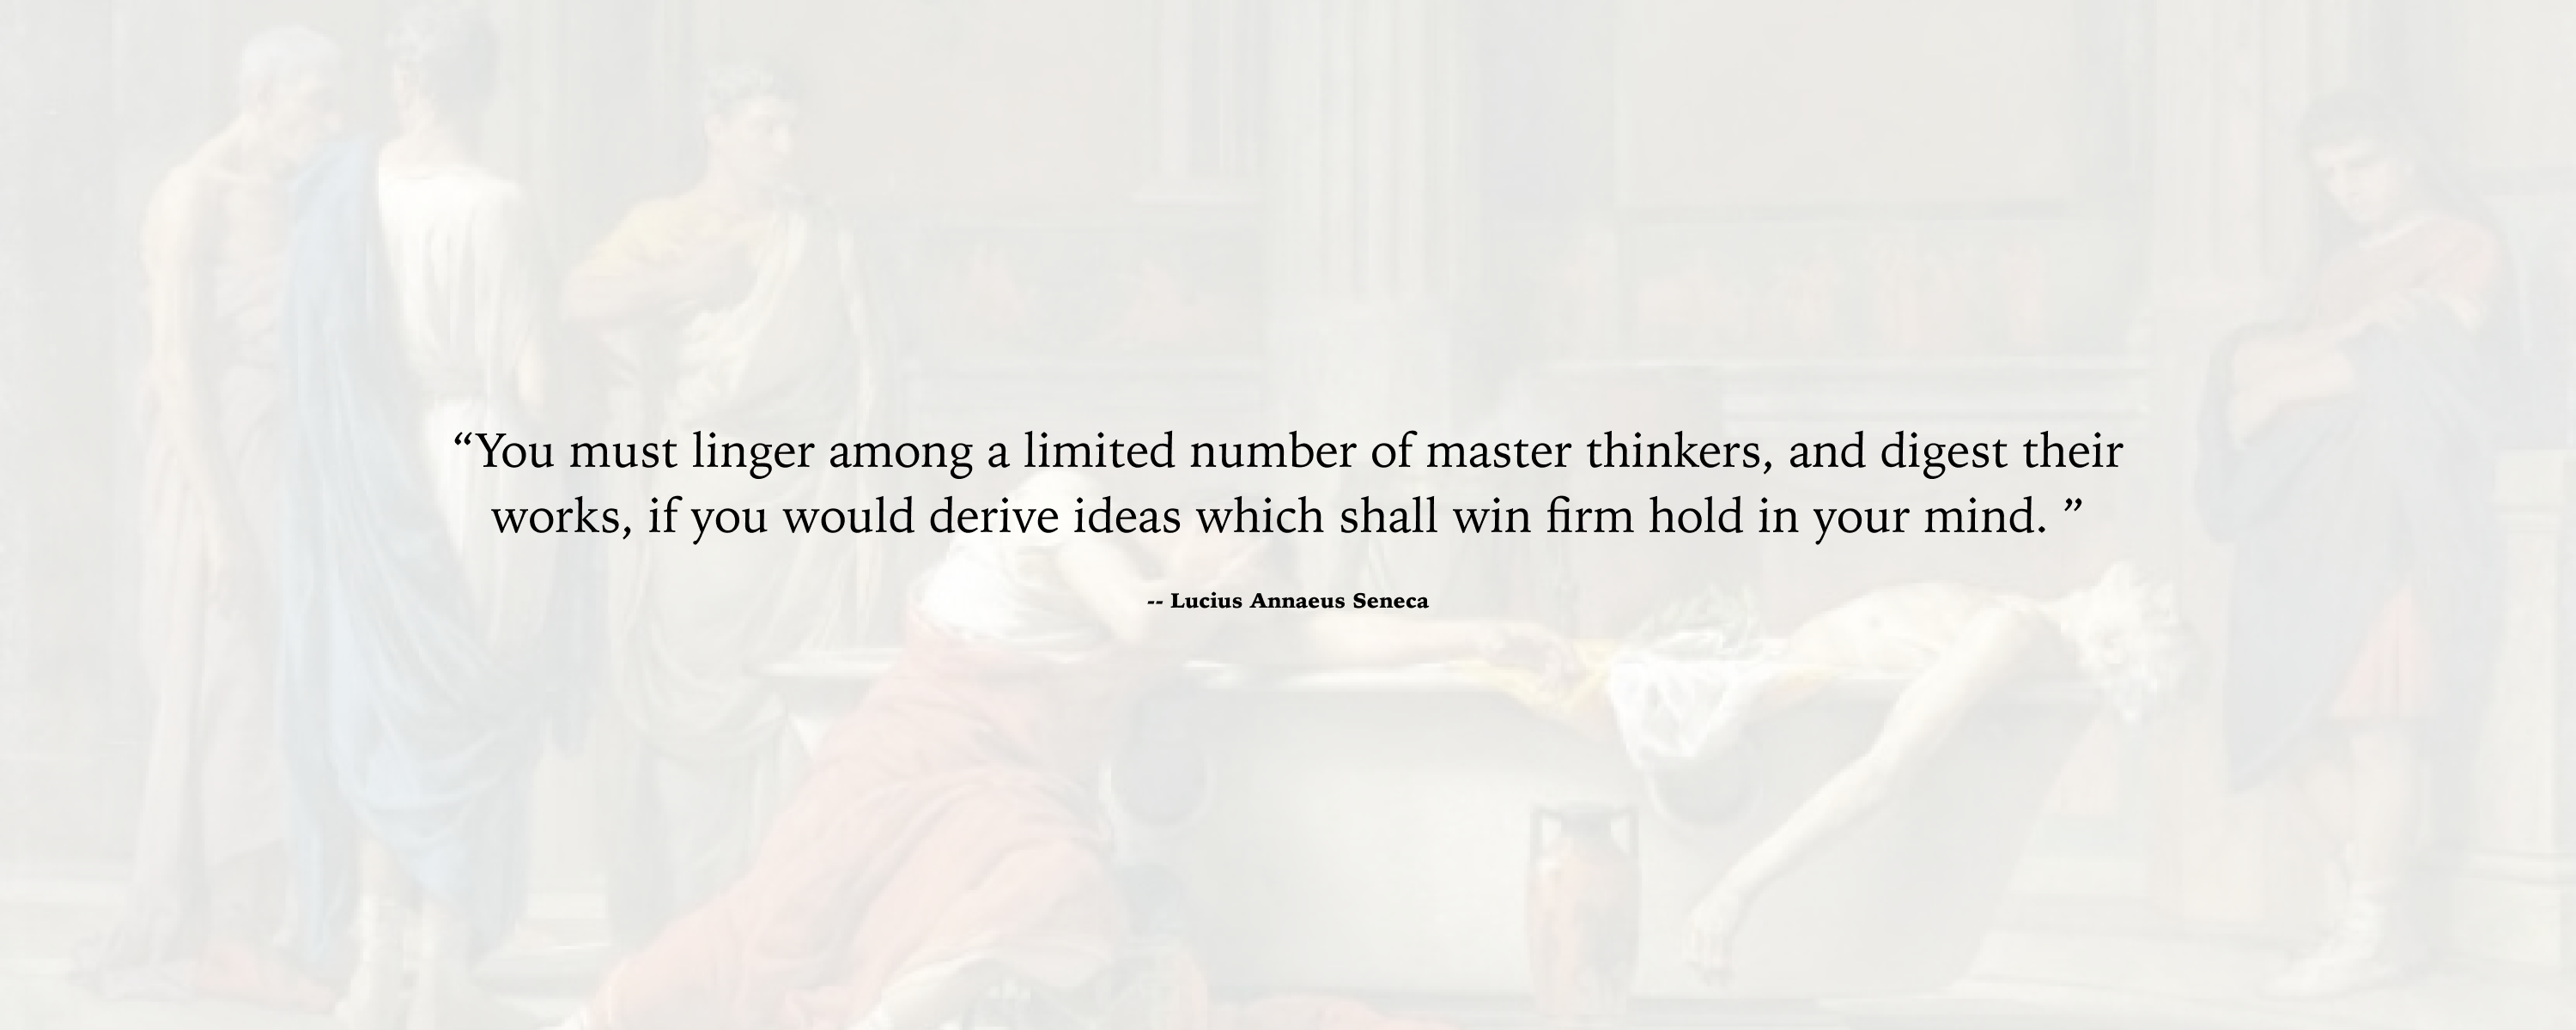 “You must linger among a limited number of master thinkers, and digest their
works, if you would derive ideas which shall win firm hold in your mind. ”
-- Lucius Annaeus Seneca